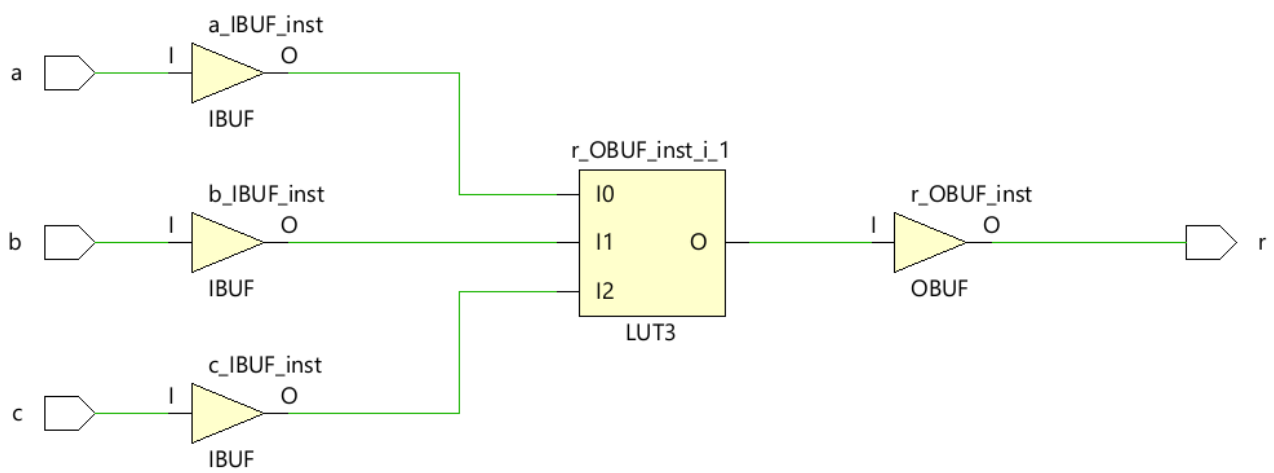 a_IBUF_inst
a
I
O
IBUF
r_OBUF_inst_i_1
I0
b_IBUF_inst
r_OBUF_inst
b
I
O
I1
O
I
O
r
IBUF
I2
OBUF
LUT3
c_IBUF_inst
c
I
O
IBUF